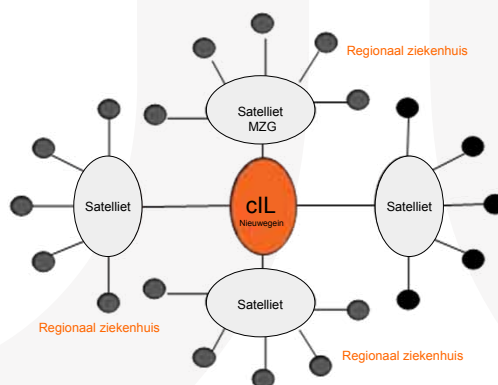 Regionaal ziekenhuis
Satelliet
MZG
Satelliet
cIL
Nieuwegein
Satelliet
Satelliet
Regionaal ziekenhuis
Regionaal ziekenhuis